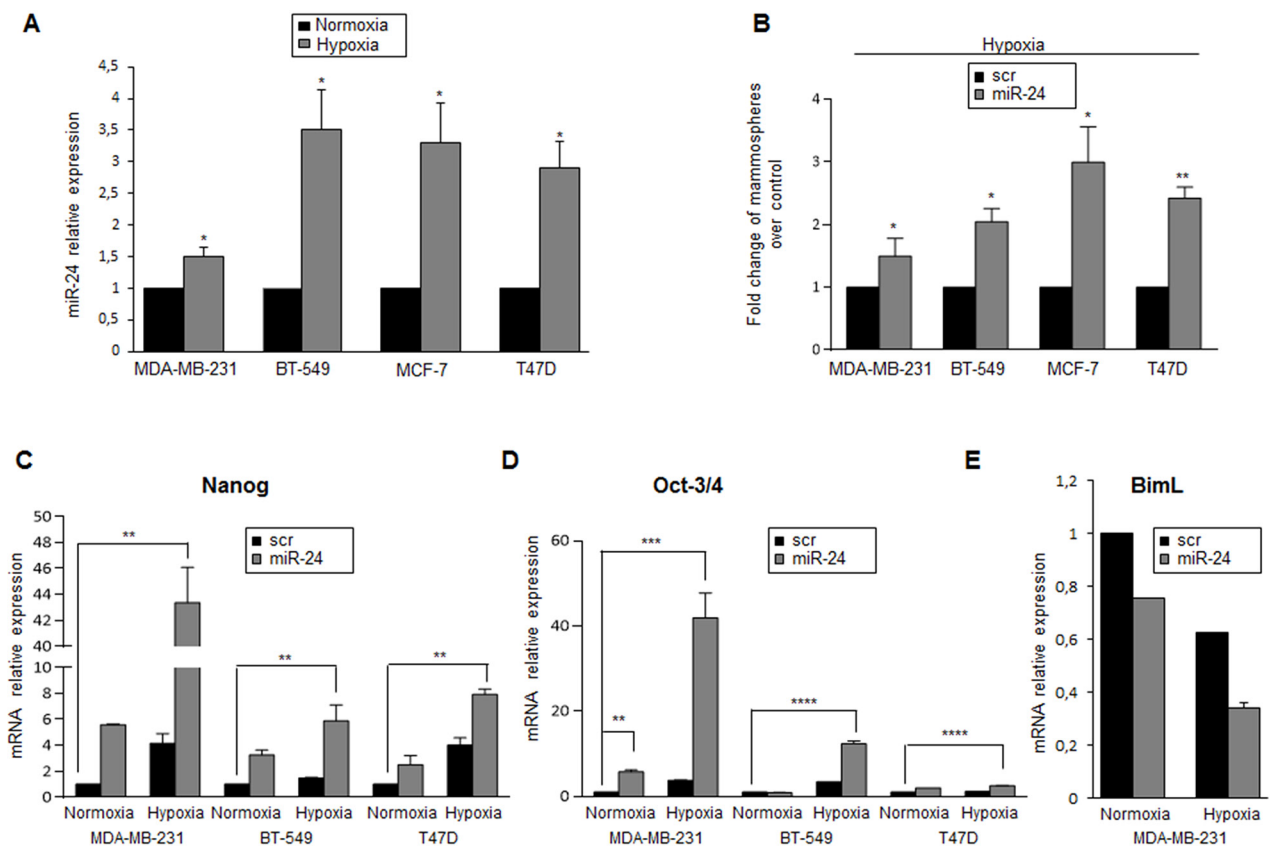 A
Normoxia
Hypoxia
miR-24 relative expression
4,5
4
3,5
3
2,5
2
1,5
1
0,5
0
*
*
*
*
MDA-MB-231
BT-549
MCF-7
T47D
B
Hypoxia
scr
miR-24
Fold change of mammospheres
over control
4
3
2
1
0
*
*
*
**
MDA-MB-231
BT-549
MCF-7
T47D
C
Nanog
scr
miR-24
mRNA relative expression
50
48
46
44
42
40
10
8
6
4
2
0
**
**
**
Normoxia Hypoxia Normoxia Hypoxia Normoxia Hypoxia
MDA-MB-231 BT-549 T47D
D
Oct-3/4
scr
miR-24
mRNA relative expression
60
40
20
0
***
**
****
****
Normoxia Hypoxia Normoxia Hypoxia Normoxia Hypoxia
MDA-MB-231 BT-549 T47D
E
BimL
scr
miR-24
mRNA relative expression
1,2
1
0,8
0,6
0,4
0,2
0
Normoxia Hypoxia
MDA-MB-231